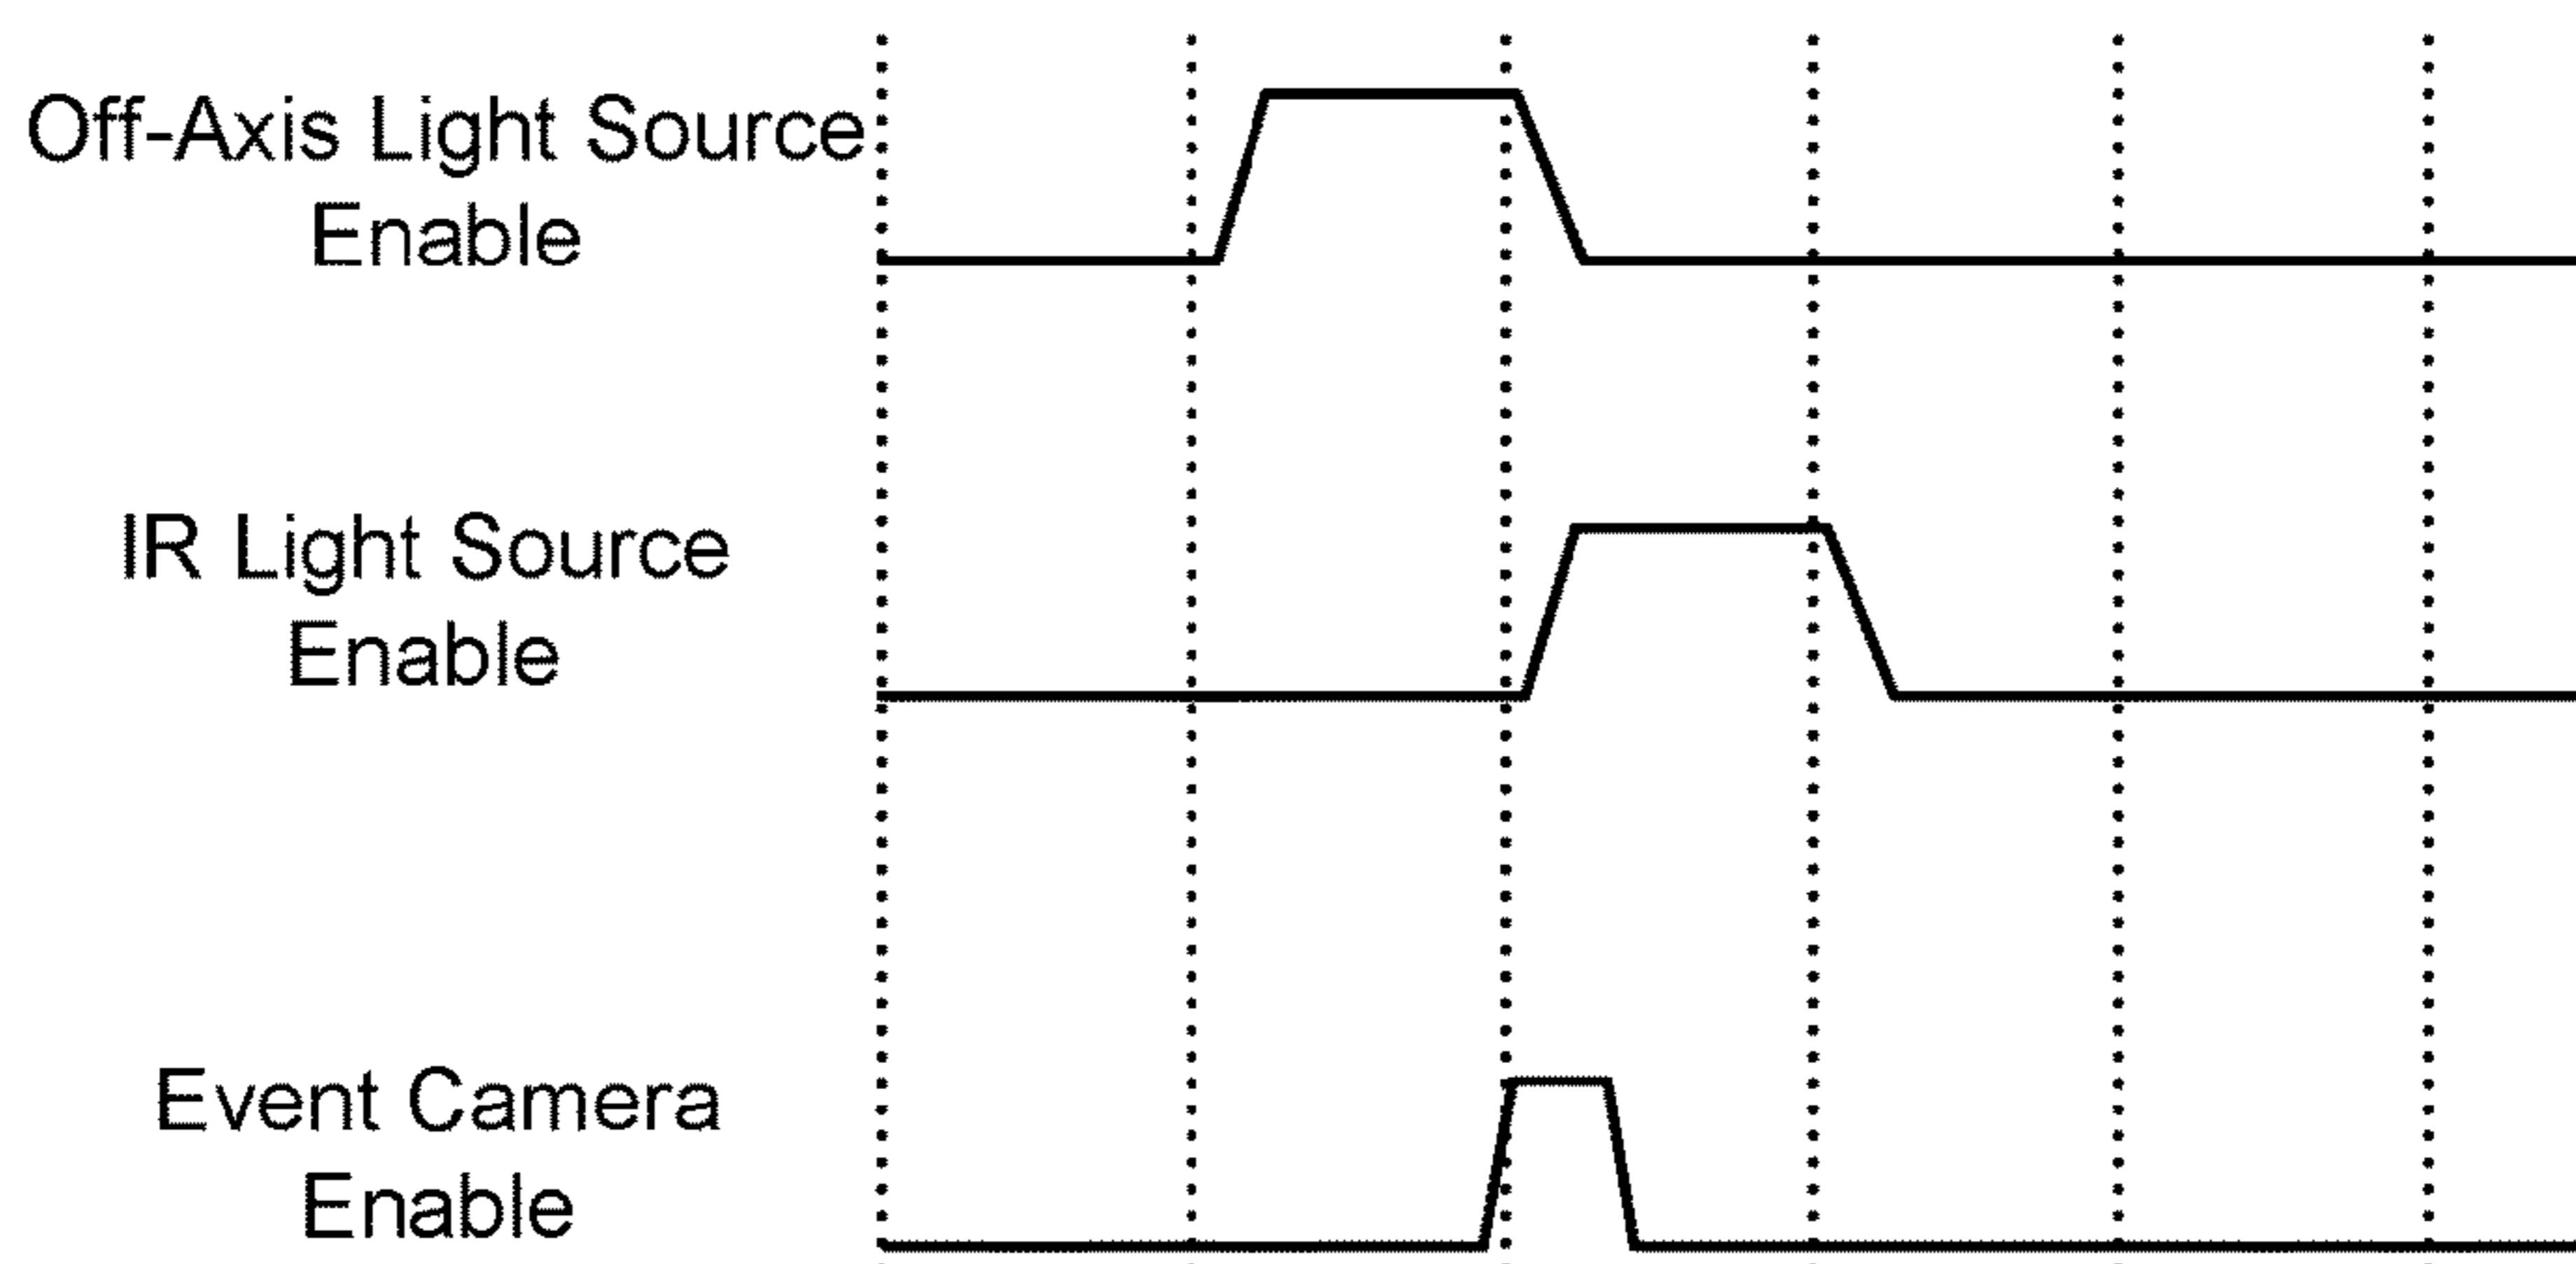 Off-Axis Light Source
Enable
IR Light Source
Enable
Event Camera
Enable